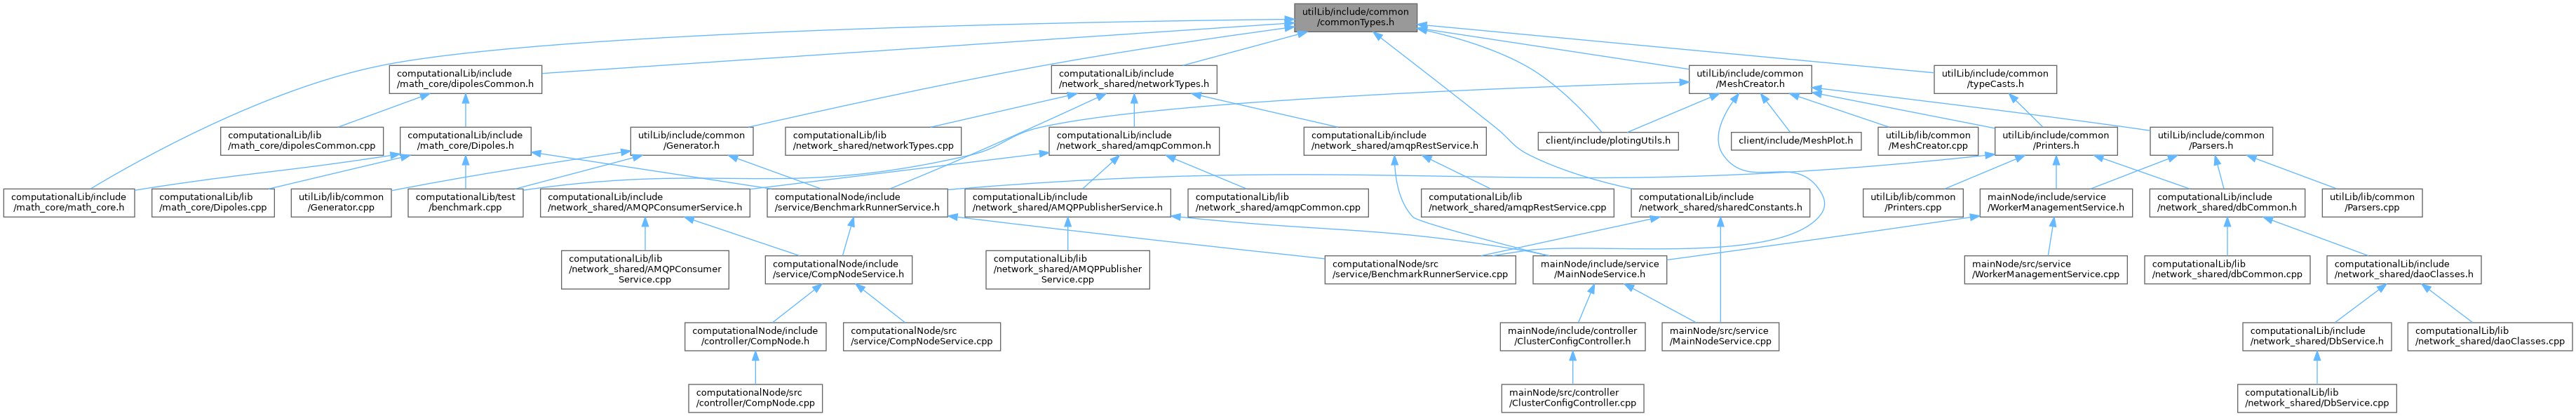 utilLib/include/common
/commonTypes.h
computationalLib/include
/math_core/dipolesCommon.h
computationalLib/include
/network_shared/networkTypes.h
utilLib/include/common
/MeshCreator.h
utilLib/include/common
/typeCasts.h
computationalLib/lib
/math_core/dipolesCommon.cpp
computationalLib/include
/math_core/Dipoles.h
utilLib/include/common
/Generator.h
computationalLib/lib
/network_shared/networkTypes.cpp
computationalLib/include
/network_shared/amqpCommon.h
computationalLib/include
/network_shared/amqpRestService.h
client/include/plotingUtils.h
client/include/MeshPlot.h
utilLib/lib/common
/MeshCreator.cpp
utilLib/include/common
/Printers.h
utilLib/include/common
/Parsers.h
computationalLib/include
/math_core/math_core.h
computationalLib/lib
/math_core/Dipoles.cpp
utilLib/lib/common
/Generator.cpp
computationalLib/test
/benchmark.cpp
computationalLib/include
/network_shared/AMQPConsumerService.h
computationalNode/include
/service/BenchmarkRunnerService.h
computationalLib/include
/network_shared/AMQPPublisherService.h
computationalLib/lib
/network_shared/amqpCommon.cpp
computationalLib/lib
/network_shared/amqpRestService.cpp
computationalLib/include
/network_shared/sharedConstants.h
utilLib/lib/common
/Printers.cpp
mainNode/include/service
/WorkerManagementService.h
computationalLib/include
/network_shared/dbCommon.h
utilLib/lib/common
/Parsers.cpp
computationalLib/lib
/network_shared/AMQPConsumer
Service.cpp
computationalNode/include
/service/CompNodeService.h
computationalLib/lib
/network_shared/AMQPPublisher
Service.cpp
computationalNode/src
/service/BenchmarkRunnerService.cpp
mainNode/include/service
/MainNodeService.h
mainNode/src/service
/WorkerManagementService.cpp
computationalLib/lib
/network_shared/dbCommon.cpp
computationalLib/include
/network_shared/daoClasses.h
computationalNode/include
/controller/CompNode.h
computationalNode/src
/service/CompNodeService.cpp
mainNode/include/controller
/ClusterConfigController.h
mainNode/src/service
/MainNodeService.cpp
computationalLib/include
/network_shared/DbService.h
computationalLib/lib
/network_shared/daoClasses.cpp
computationalNode/src
/controller/CompNode.cpp
mainNode/src/controller
/ClusterConfigController.cpp
computationalLib/lib
/network_shared/DbService.cpp